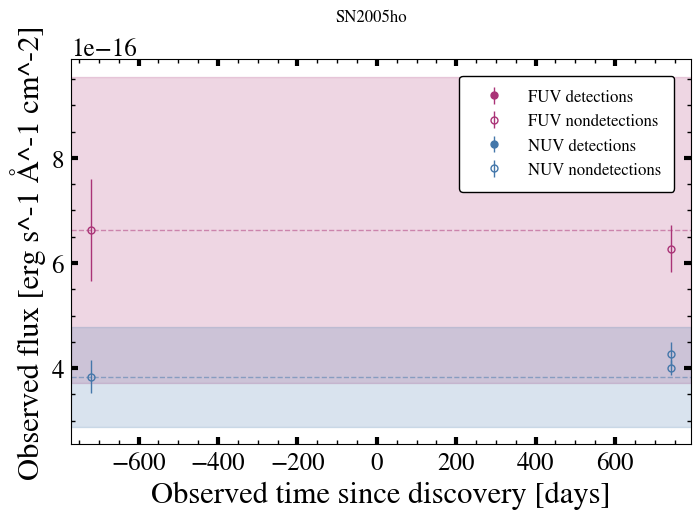 SN2005ho
1e−16
Observed flux [erg s^-1 Å^-1 cm^-2]
8
6
4
FUV detections
FUV nondetections
NUV detections
NUV nondetections
−600 −400 −200 0 200 400 600
Observed time since discovery [days]